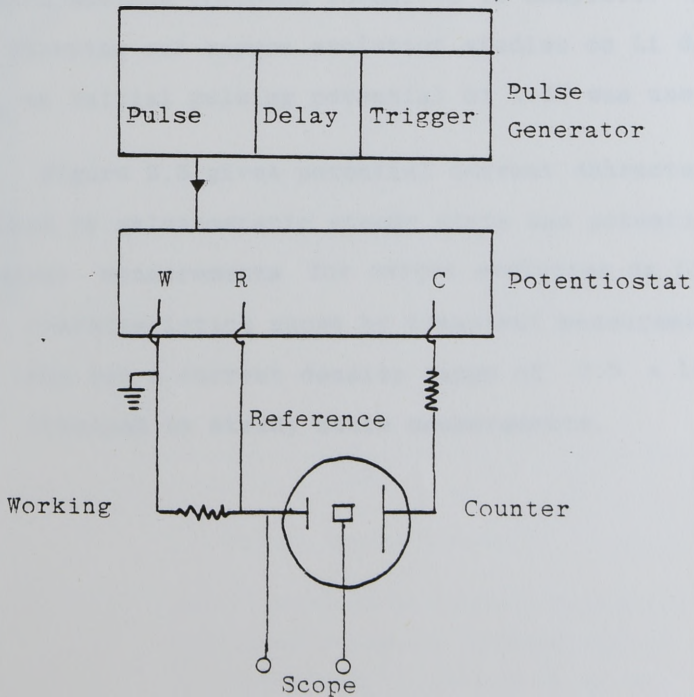 Pulse Delay Trigger
Pulse
Generator
W R C
Potentiostat
Reference
Working
Counter
Scope